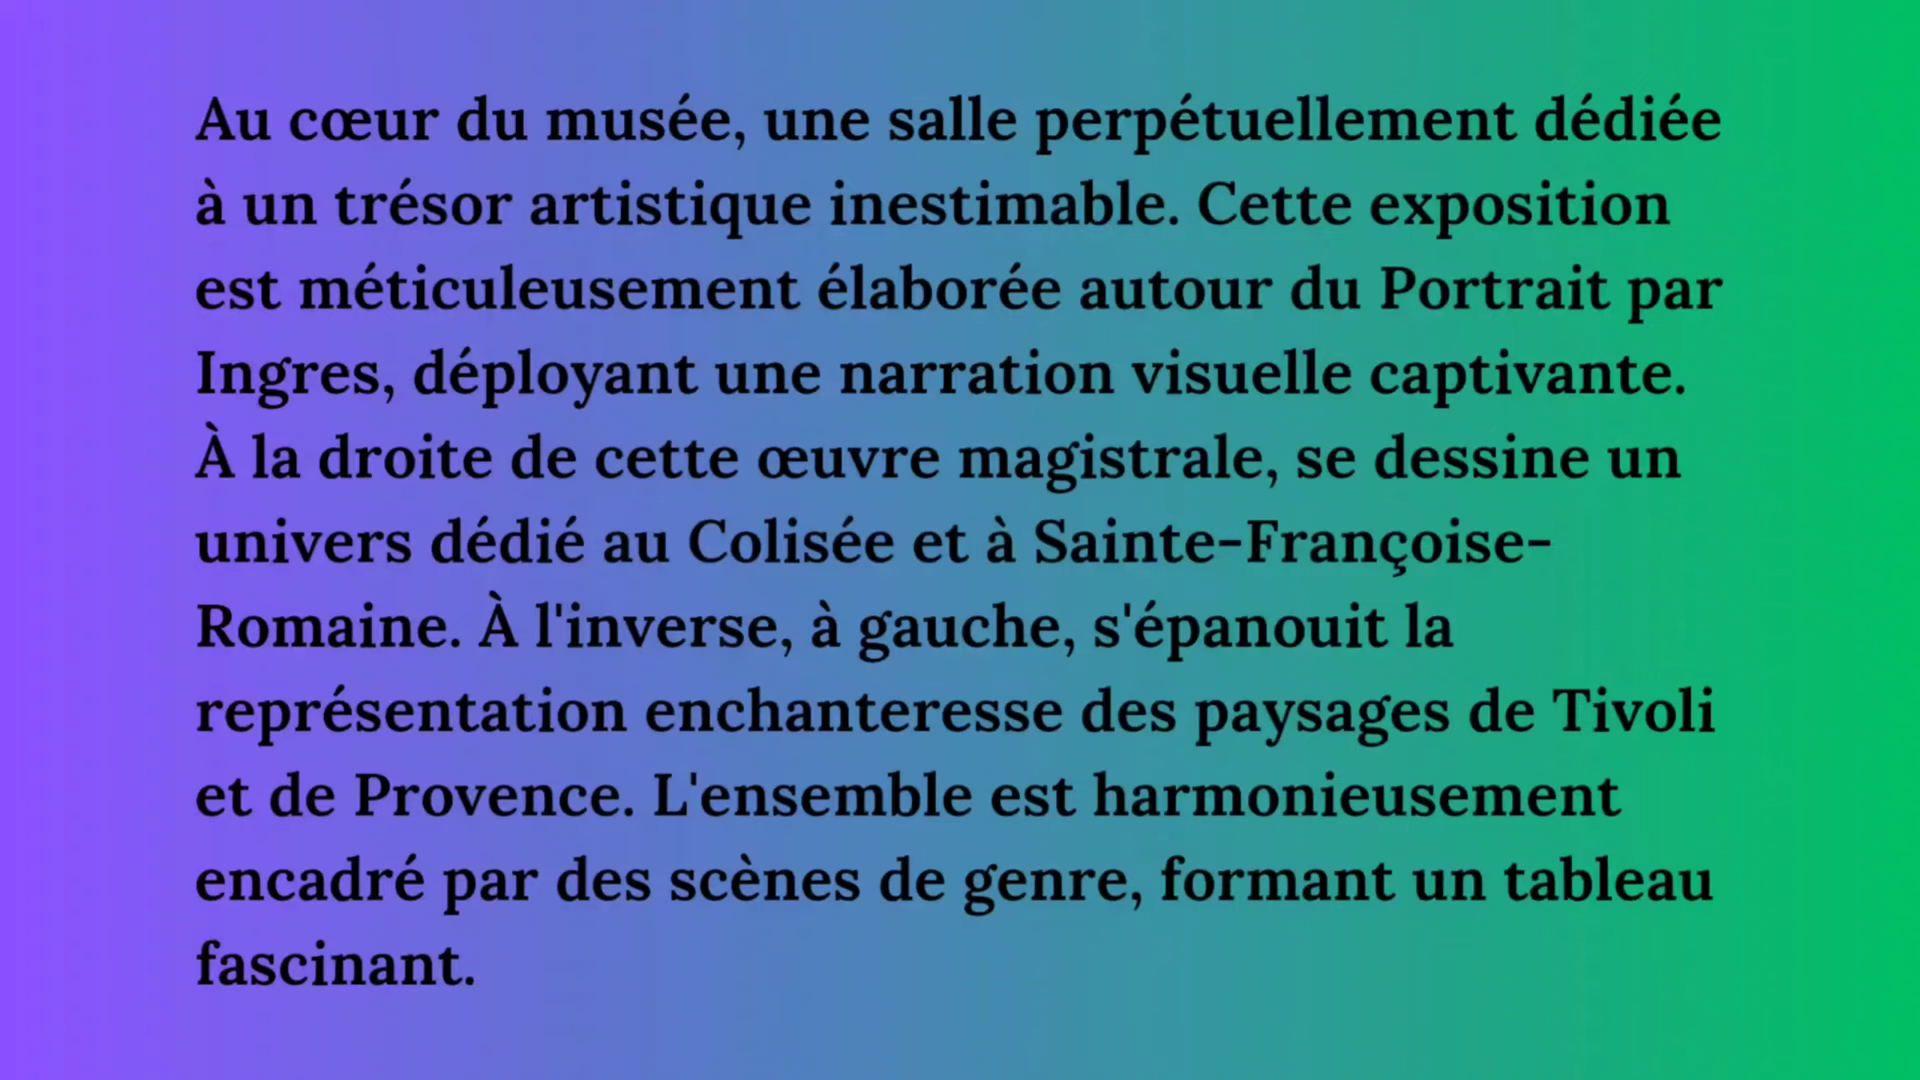 Au cœur du musée, une salle perpétuellement dédiée
à un trésor artistique inestimable. Cette exposition
est méticuleusement élaborée autour du Portrait par
Ingres, déployant une narration visuelle captivante.
À la droite de cette œuvre magistrale, se dessine un
univers dédié au Colisée et à Sainte-Françoise-
Romaine. À l'inverse, à gauche, s'épanouit la
représentation enchanteresse des paysages de Tivoli
et de Provence. L'ensemble est harmonieusement
encadré par des scènes de genre, formant un tableau
fascinant.